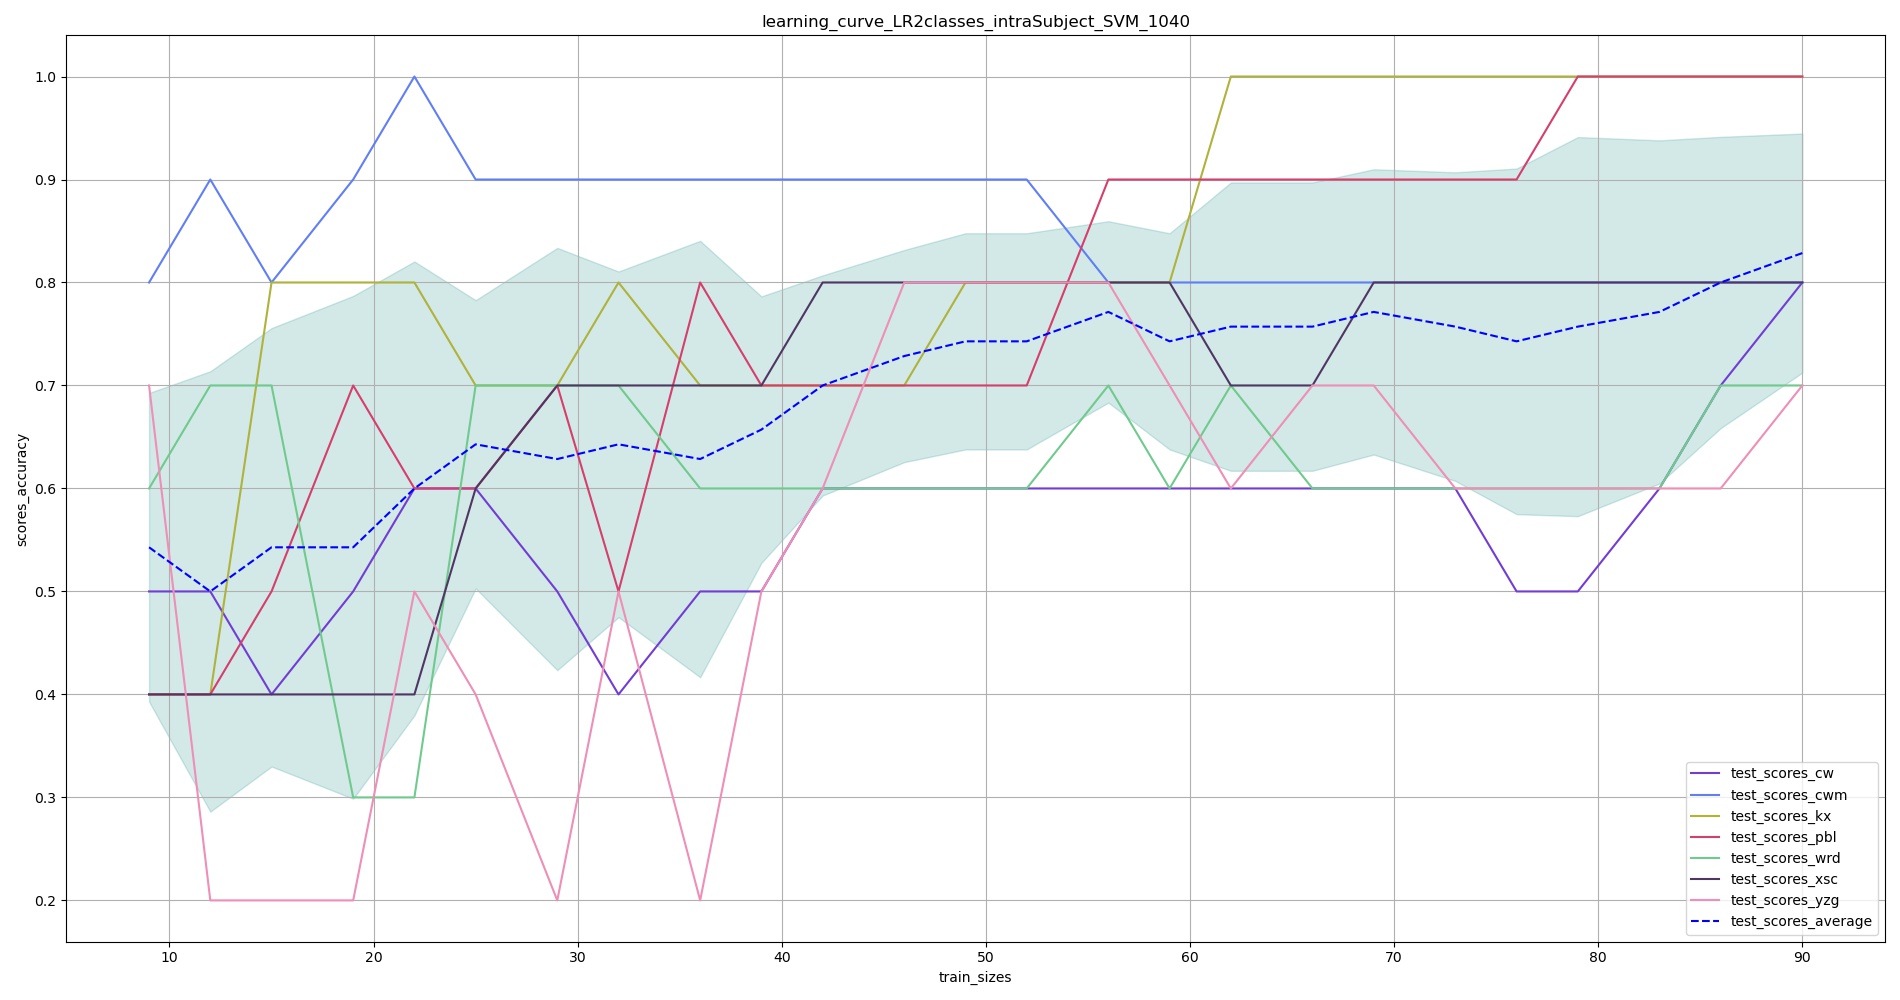 learning_curve_LR2classes_intraSubject_SVM_1040
scores_accuracy
1.0
0.9
0.8
0.7
0.6
0.5
0.4
0.3
0.2
test_scores_cw
test_scores_cwm
test_scores_kx
test_scores_pbl
test_scores_wrd
test_scores_xsc
test_scores_yzg
test_scores_average
10 20 30 40 50 60 70 80 90
train_sizes